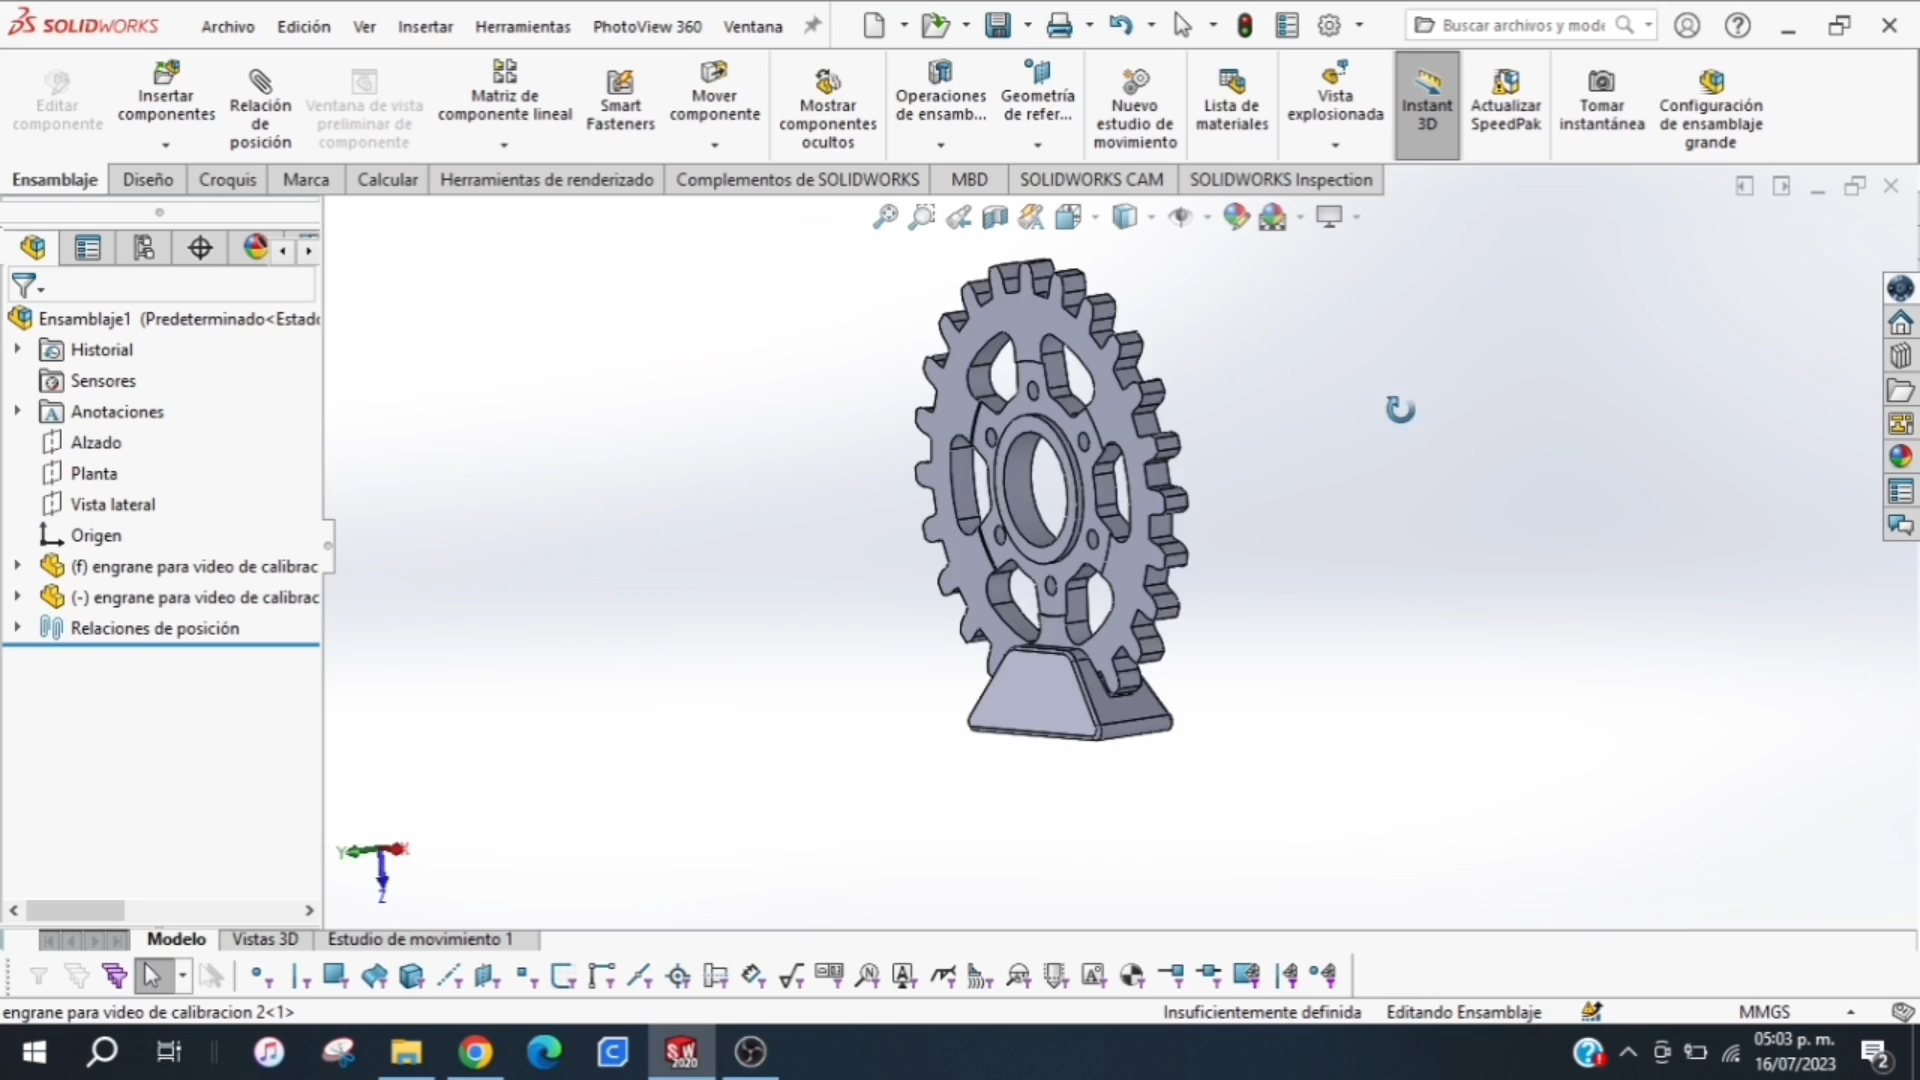 SOLIDWORKS Archivo Edición Ver Insertar Herramientas PhotoView 360 Ventana
Buscar archivos y mode
Editar componente
Insertar componentes
Relación de posición
Ventana de vista preliminar de componente
Matriz de componente lineal
Smart Fasteners
Mover componente
Mostrar componentes ocultos
Operaciones de ensamb...
Geometría de refer...
Nuevo estudio de movimiento
Lista de materiales
Vista explosionada
Instant 3D
Actualizar SpeedPak
Tomar instantánea
Configuración de ensamblaje grande
Ensamblaje Diseño Croquis Marca Calcular Herramientas de renderizado Complementos de SOLIDWORKS MBD SOLIDWORKS CAM SOLIDWORKS Inspection
Ensamblaje1 (Predeterminado<Estado
Historial
Sensores
Anotaciones
Alzado
Planta
Vista lateral
Origen
(f) engrane para video de calibrac
(-) engrane para video de calibrac
Relaciones de posición
Y X
Z
Modelo Vistas 3D Estudio de movimiento 1
engrane para video de calibracion 2<1> Insuficientemente definida Editando Ensamblaje MMGS
SW 2020
05:03 p. m.
16/07/2023
2